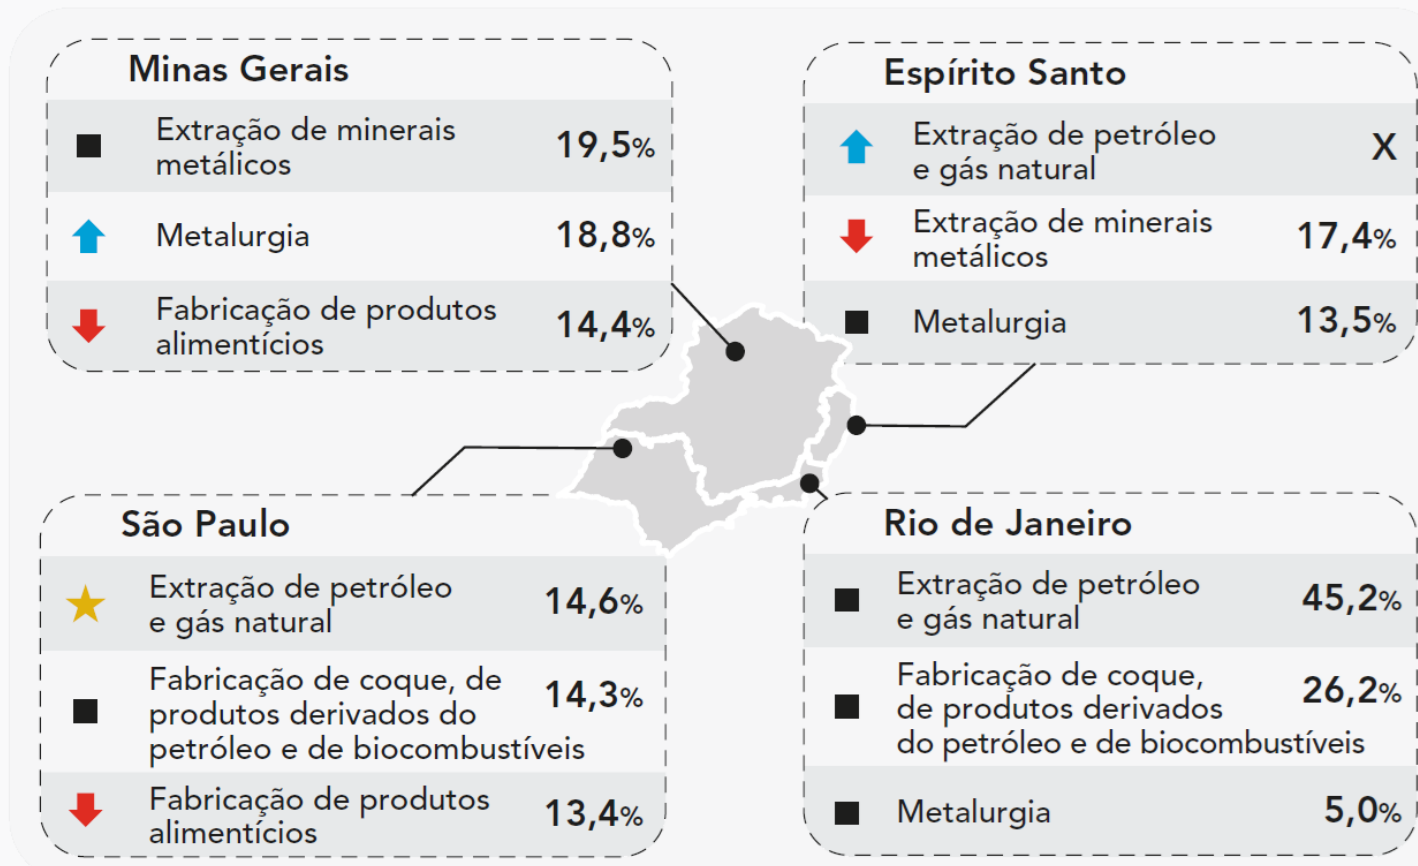 Minas Gerais
Extração de minerais
metálicos
19,5%
Metalurgia
18,8%
Fabricação de produtos
alimentícios
14,4%
Espírito Santo
Extração de petróleo
e gás natural
X
Extração de minerais
metálicos
17,4%
Metalurgia
13,5%
São Paulo
Extração de petróleo
e gás natural
14,6%
Fabricação de coque, de
produtos derivados do
petróleo e de biocombustíveis
14,3%
Fabricação de produtos
alimentícios
13,4%
Rio de Janeiro
Extração de petróleo
e gás natural
45,2%
Fabricação de coque,
de produtos derivados
do petróleo e de biocombustíveis
26,2%
Metalurgia
5,0%